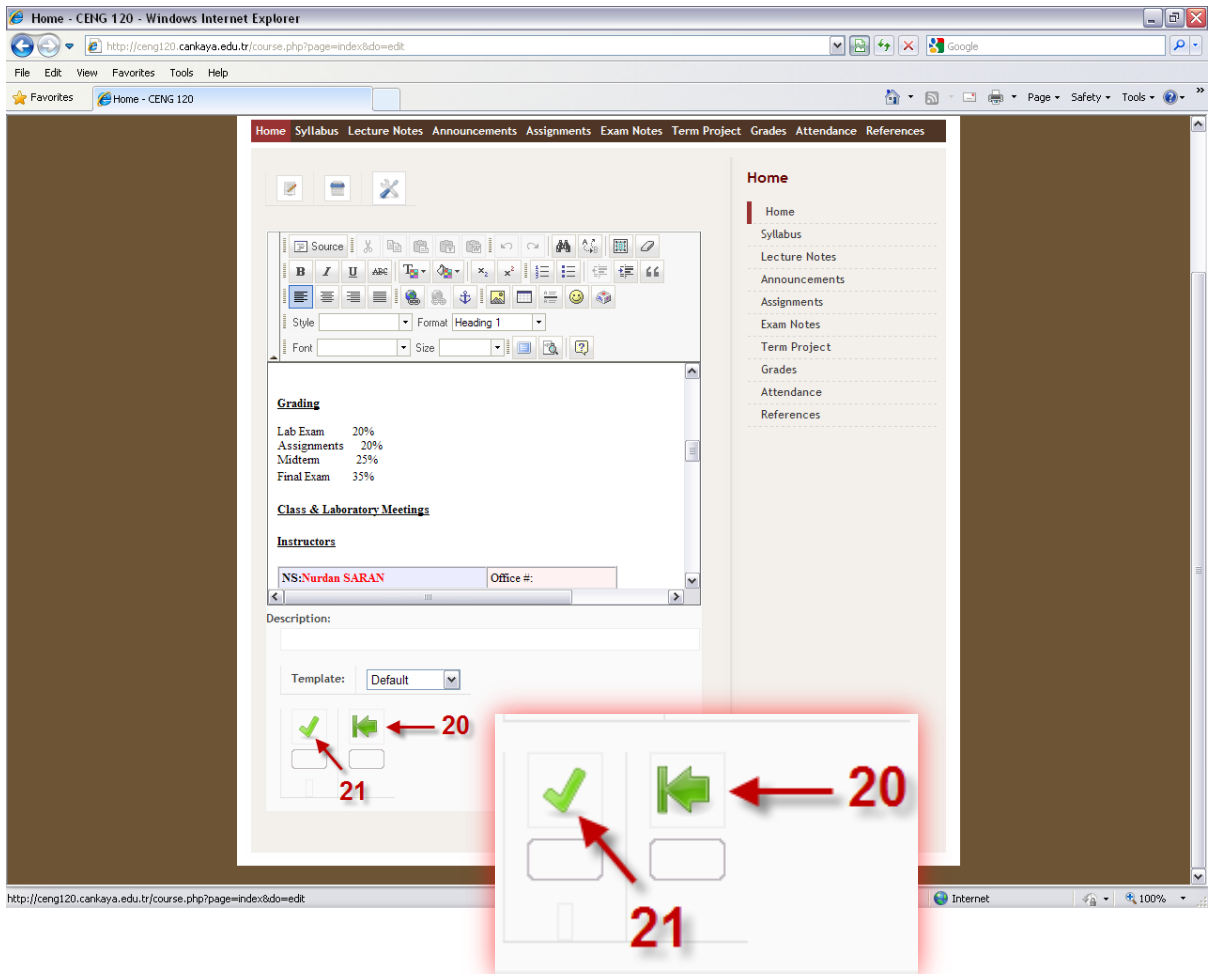 Home - CENG 120 - Windows Internet Explorer
http://ceng120.cankaya.edu.tr/course.php?page=index&do=edit
Google
File Edit View Favorites Tools Help
Favorites Home - CENG 120 Page Safety Tools
Home Syllabus Lecture Notes Announcements Assignments Exam Notes Term Project Grades Attendance References
Source
B I U ABC
Style Format Heading 1
Font Size
Grading
Lab Exam 20%
Assignments 20%
Midterm 25%
Final Exam 35%
Class & Laboratory Meetings
Instructors
NS:Nurdan SARAN Office #:
Description:
Template: Default
20
21
Home
Home
Syllabus
Lecture Notes
Announcements
Assignments
Exam Notes
Term Project
Grades
Attendance
References
20
21
http://ceng120.cankaya.edu.tr/course.php?page=index&do=edit Internet 100%